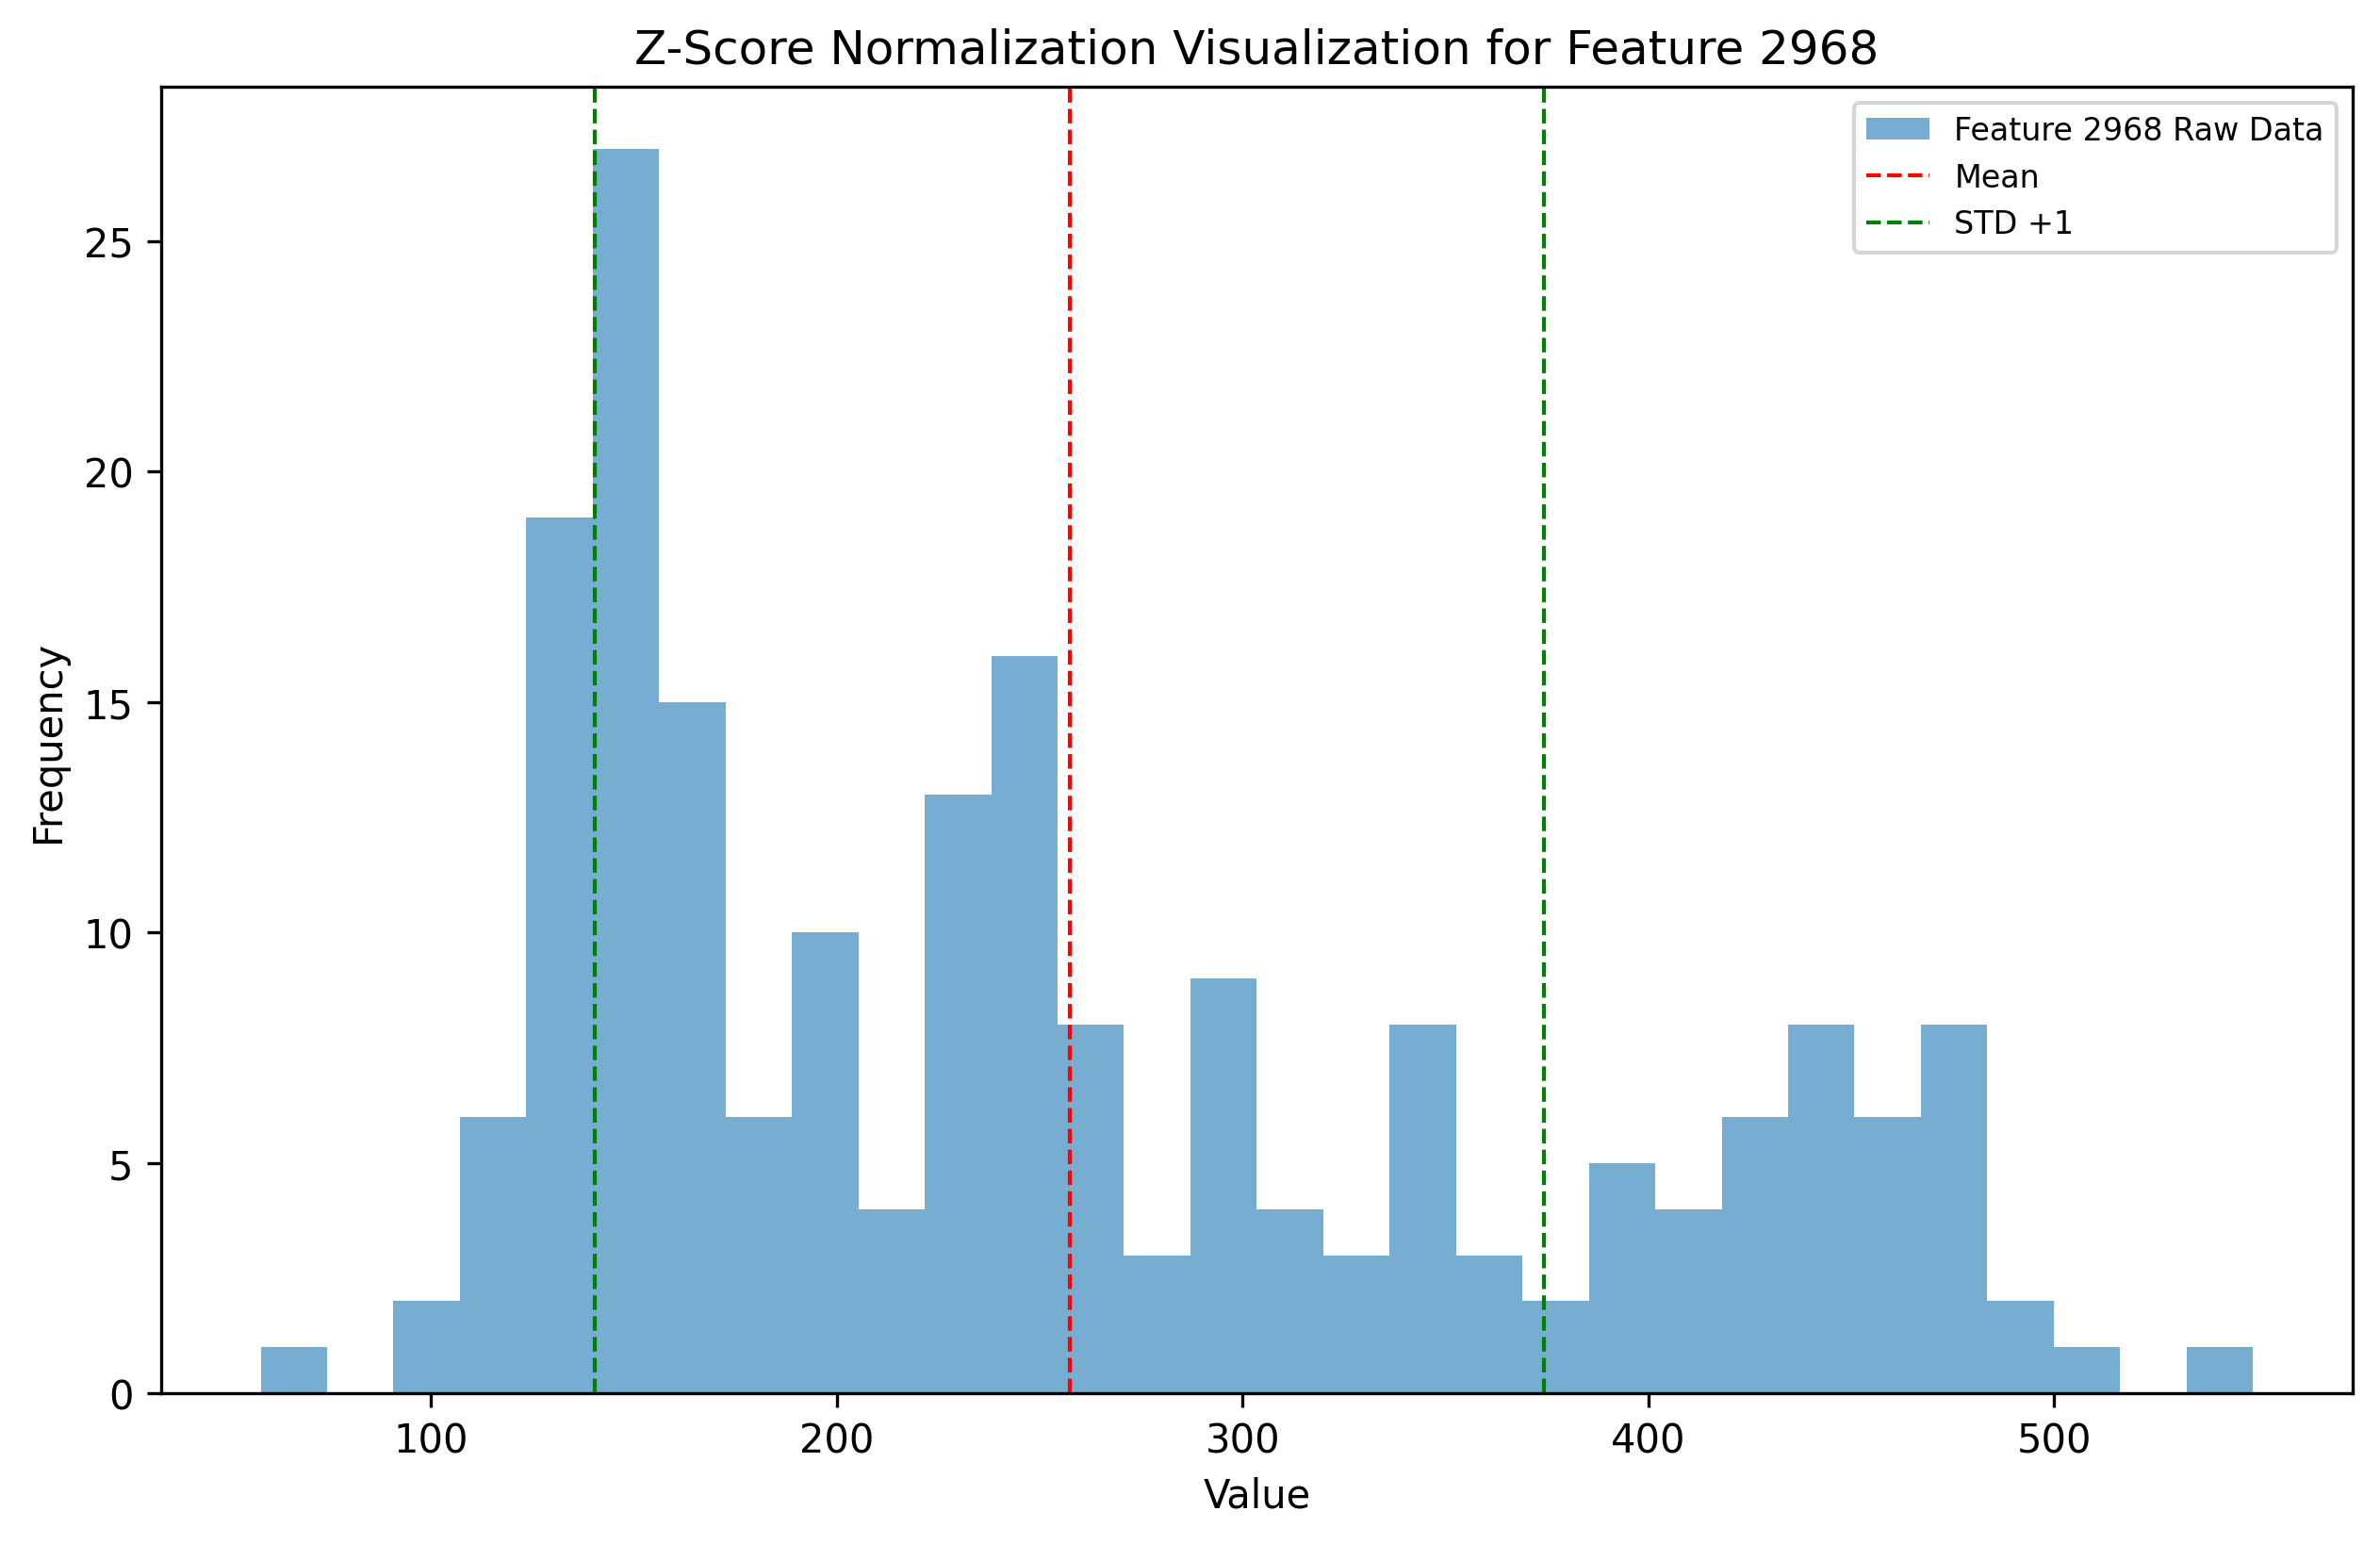 Z-Score Normalization Visualization for Feature 2968
Feature 2968 Raw Data
Mean
STD +1
Frequency
25
20
15
10
5
0
100 200 300 400 500
Value